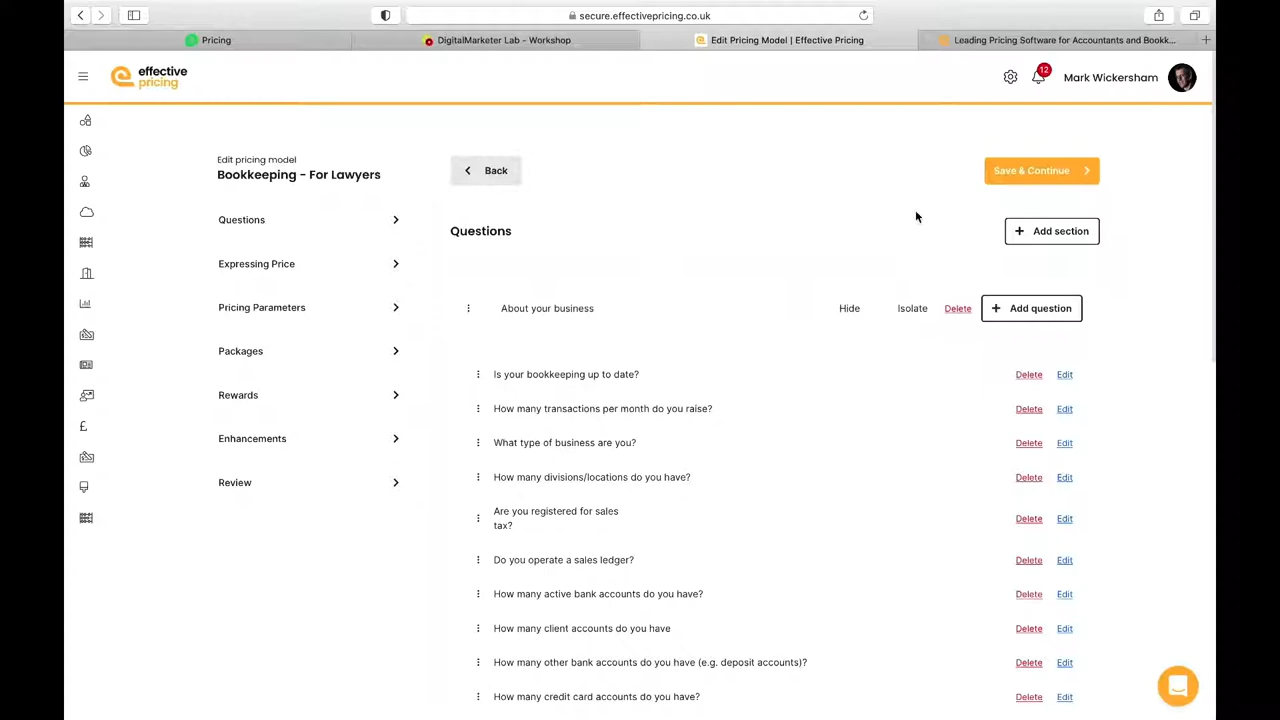 secure.effectivepricing.co.uk
Pricing
DigitalMarketer Lab - Workshop
Edit Pricing Model | Effective Pricing
Leading Pricing Software for Accountants and Bookk...
effective
pricing
12
Mark Wickersham
Edit pricing model
Bookkeeping - For Lawyers
Back
Save & Continue
Questions
Expressing Price
Pricing Parameters
Packages
Rewards
Enhancements
Review
Questions
+ Add section
About your business
Hide
Isolate
Delete
+ Add question
Is your bookkeeping up to date? Delete Edit
How many transactions per month do you raise? Delete Edit
What type of business are you? Delete Edit
How many divisions/locations do you have? Delete Edit
Are you registered for sales
tax? Delete Edit
Do you operate a sales ledger? Delete Edit
How many active bank accounts do you have? Delete Edit
How many client accounts do you have Delete Edit
How many other bank accounts do you have (e.g. deposit accounts)? Delete Edit
How many credit card accounts do you have? Delete Edit